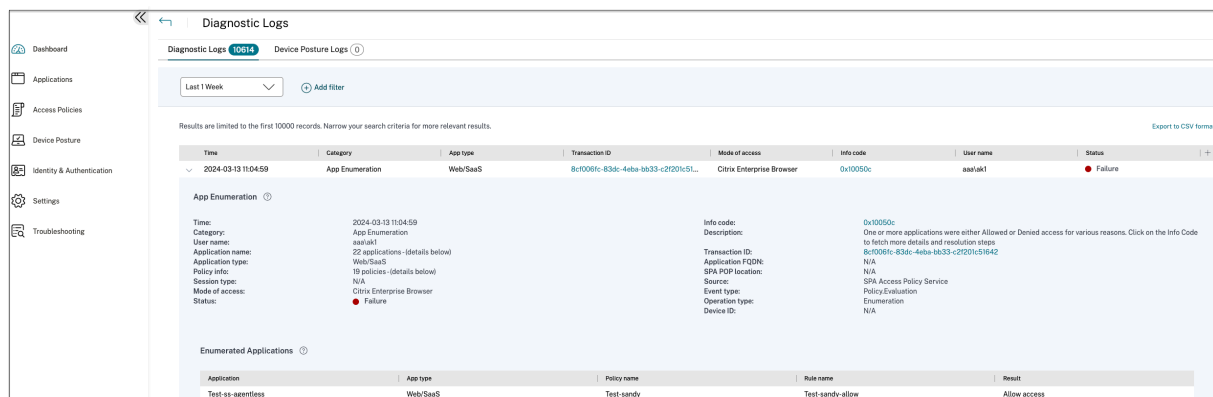 Diagnostic Logs
Dashboard
Applications
Access Policies
Device Posture
Identity & Authentication
Settings
Troubleshooting
Diagnostic Logs 10614 Device Posture Logs 0
Last 1 Week Add filter
Results are limited to the first 10000 records. Narrow your search criteria for more relevant results. Export to CSV forma
Time Category App type Transaction ID Mode of access Info code User name Status
2024-03-13 11:04:59 App Enumeration Web/SaaS 8cf006fc-83dc-4eba-bb33-c2f201c51... Citrix Enterprise Browser 0x10050c aaa\ak1 Failure
App Enumeration
Time: 2024-03-13 11:04:59
Category: App Enumeration
User name: aaa\ak1
Application name: 22 applications - (details below)
Application type: Web/SaaS
Policy info: 19 policies - (details below)
Session type: N/A
Mode of access: Citrix Enterprise Browser
Status: Failure
Info code: 0x10050c
Description: One or more applications were either Allowed or Denied access for various reasons. Click on the Info Code
to fetch more details and resolution steps
Transaction ID: 8cf006fc-83dc-4eba-bb33-c2f201c51642
Application FQDN: N/A
SPA POP location: N/A
Source: SPA Access Policy Service
Event type: Policy.Evaluation
Operation type: Enumeration
Device ID: N/A
Enumerated Applications
Application App type Policy name Rule name Result
Test-ss-agentless Web/SaaS Test-sandy Test-sandy-allow Allow access